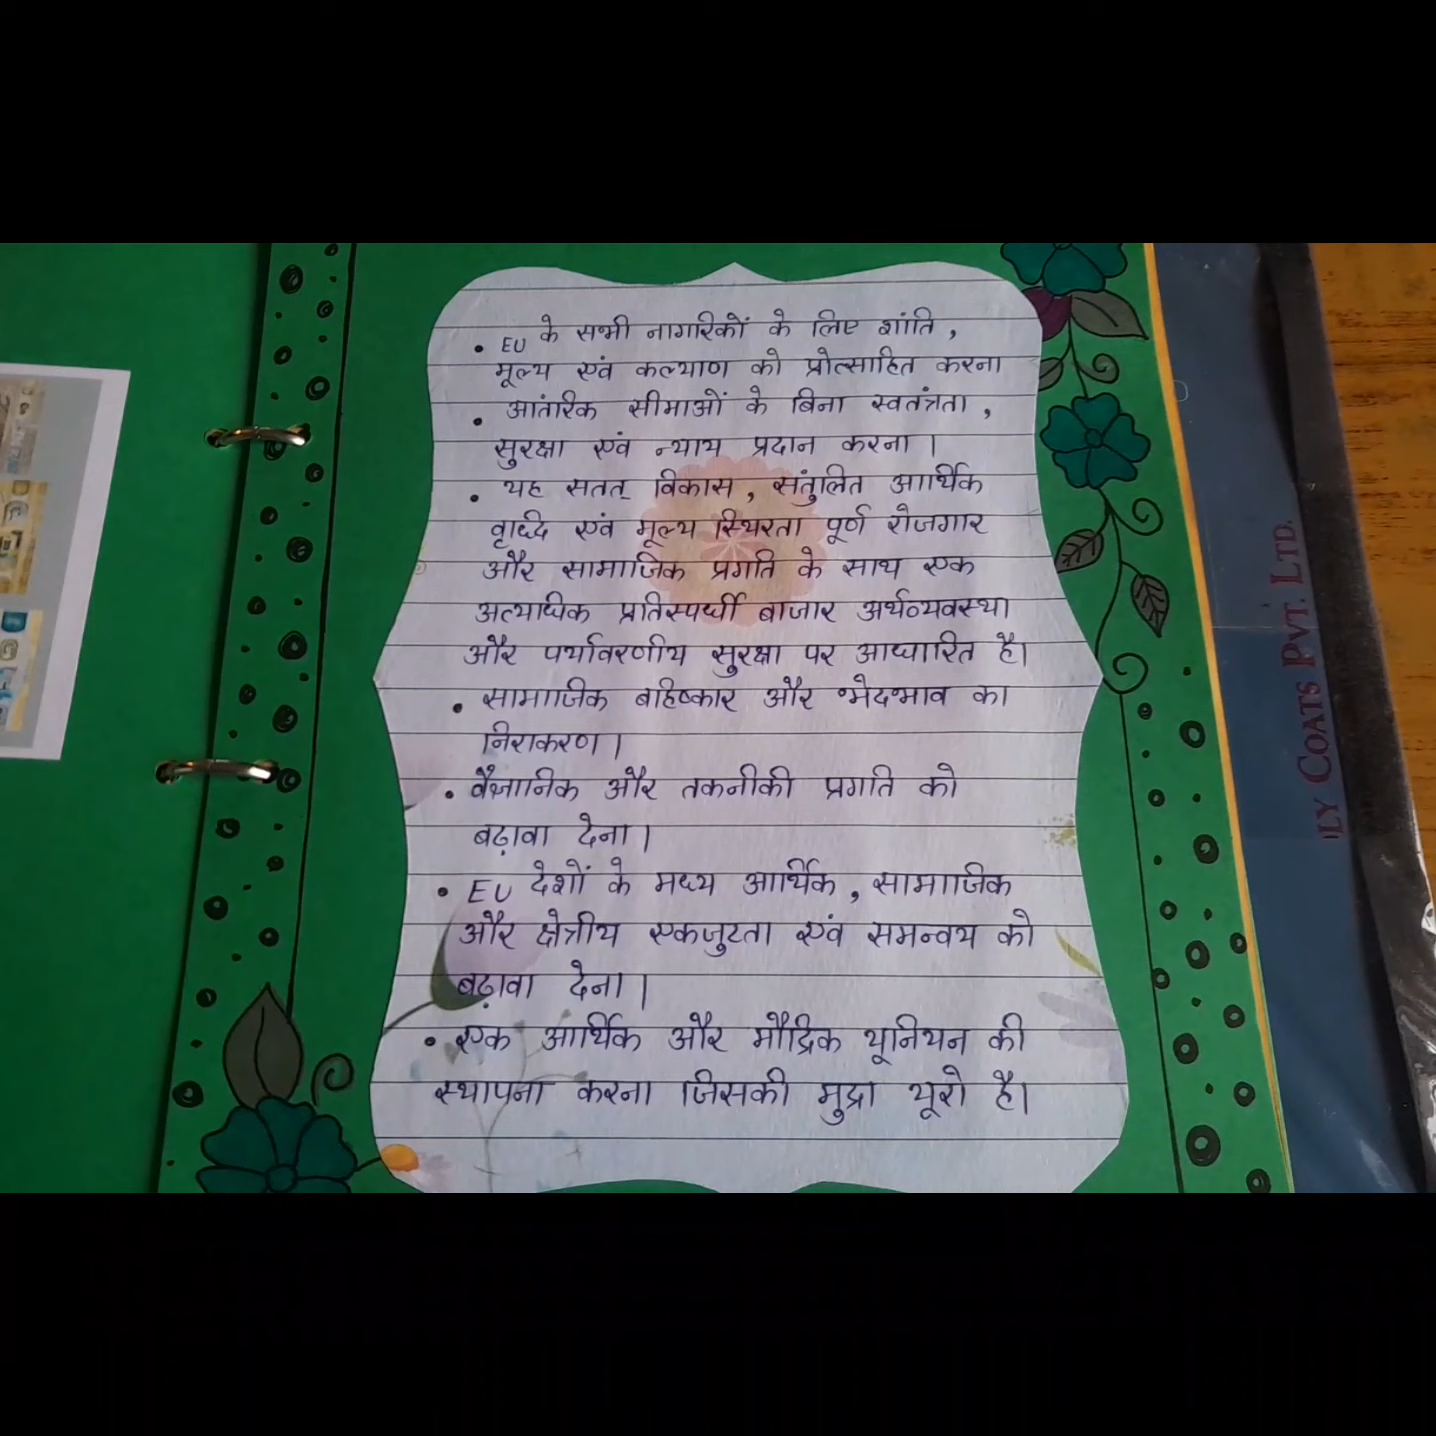 • EU के सभी नागरिकों के लिए शांति,
मूल्य एवं कल्याण को प्रोत्साहित करना
• आंतरिक सीमाओं के बिना स्वतंत्रता,
सुरक्षा एवं न्याय प्रदान करना।
• यह सतत् विकास, संतुलित आर्थिक
वृद्धि एवं मूल्य स्थिरता पूर्ण रोजगार
और सामाजिक प्रगति के साथ एक
अत्यधिक प्रतिस्पर्धी बाजार अर्थव्यवस्था
और पर्यावरणीय सुरक्षा पर आधारित है।
• सामाजिक बहिष्कार और भेदभाव का
निराकरण।
• वैज्ञानिक और तकनीकी प्रगति को
बढ़ावा देना।
• EU देशों के मध्य आर्थिक, सामाजिक
और क्षेत्रीय एकजुटता एवं समन्वय को
बढ़ावा देना।
• एक आर्थिक और मौद्रिक यूनियन की
स्थापना करना जिसकी मुद्रा यूरो है।
LY COATS PVT. LTD.